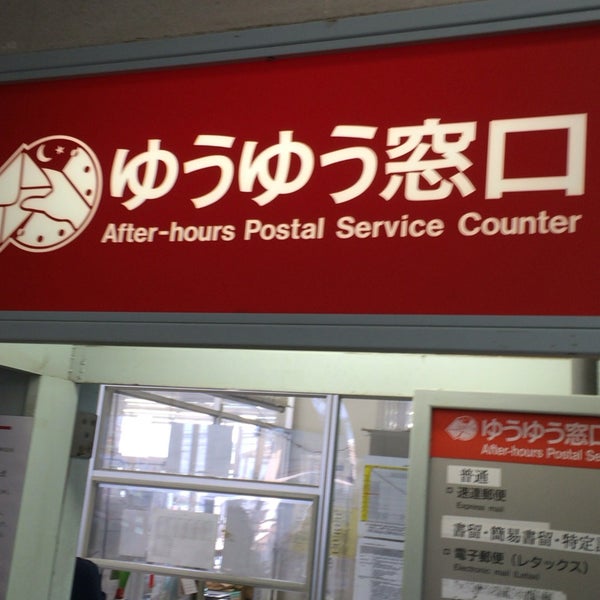 ゆうゆう窓口
After-hours Postal Service Counter
ゆうゆう窓口
After-hours Postal
普通
速達郵便
Express mail
書留・簡易書留・特定
電子郵便（レタックス）
Electronic mail (Letax)